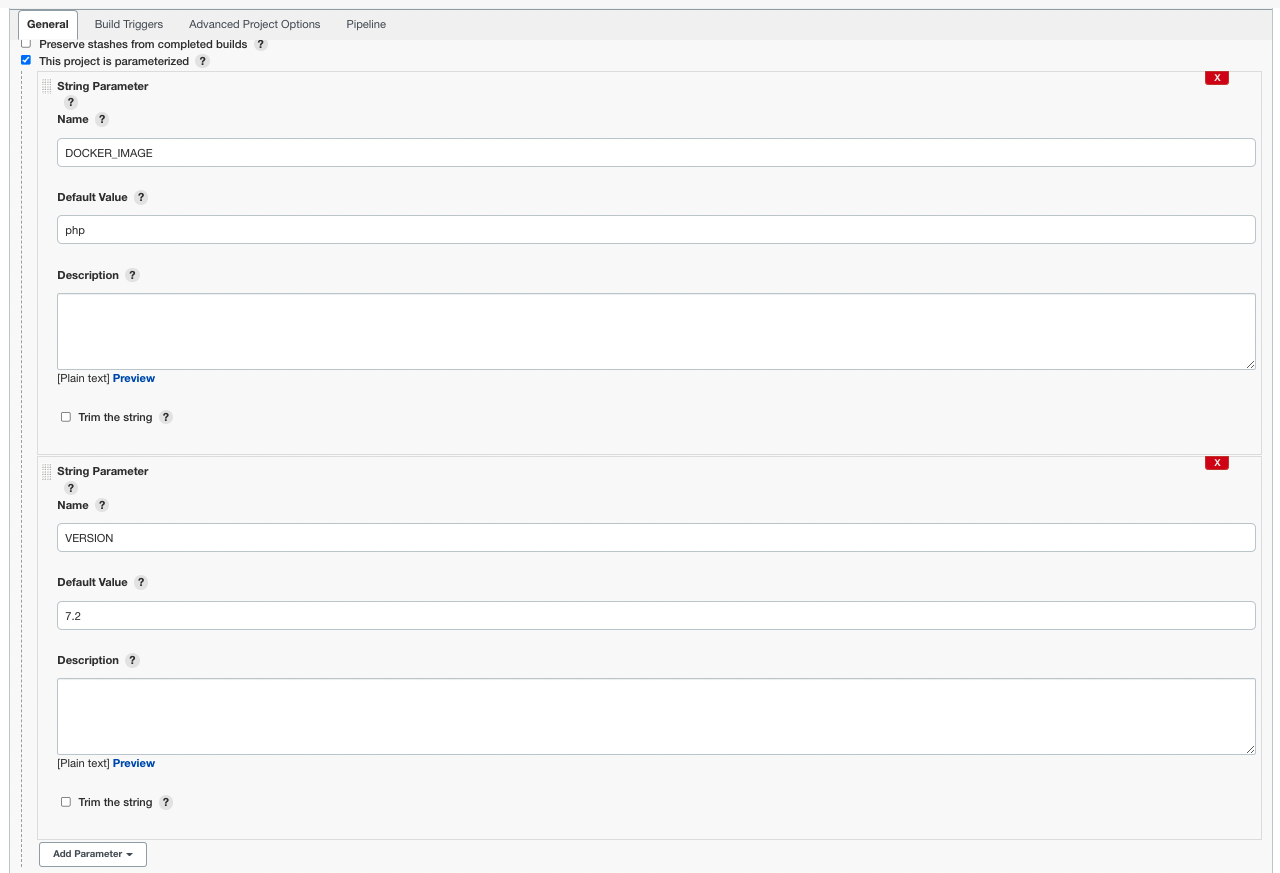 General Build Triggers Advanced Project Options Pipeline
Preserve stashes from completed builds ?
This project is parameterized ?
X
String Parameter
?
Name ?
DOCKER_IMAGE
Default Value ?
php
Description ?
[Plain text] Preview
Trim the string ?
X
String Parameter
?
Name ?
VERSION
Default Value ?
7.2
Description ?
[Plain text] Preview
Trim the string ?
Add Parameter